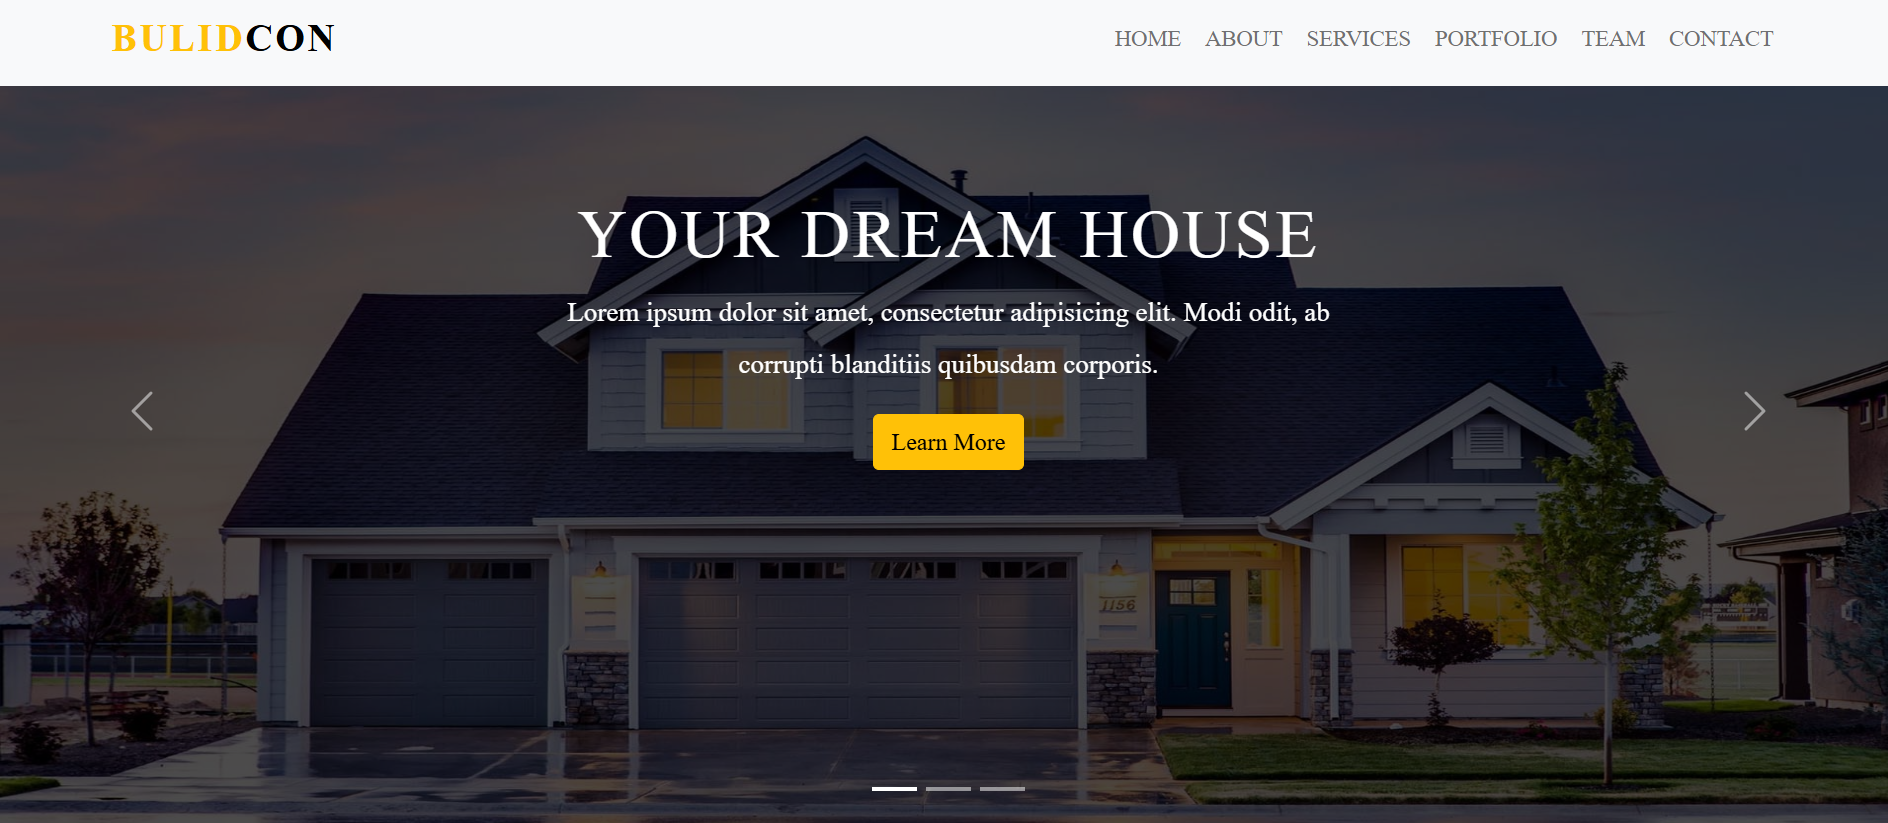 BULIDCON
HOME ABOUT SERVICES PORTFOLIO TEAM CONTACT
YOUR DREAM HOUSE
Lorem ipsum dolor sit amet, consectetur adipisicing elit. Modi odit, ab
corrupti blanditiis quibusdam corporis.
Learn More
1156